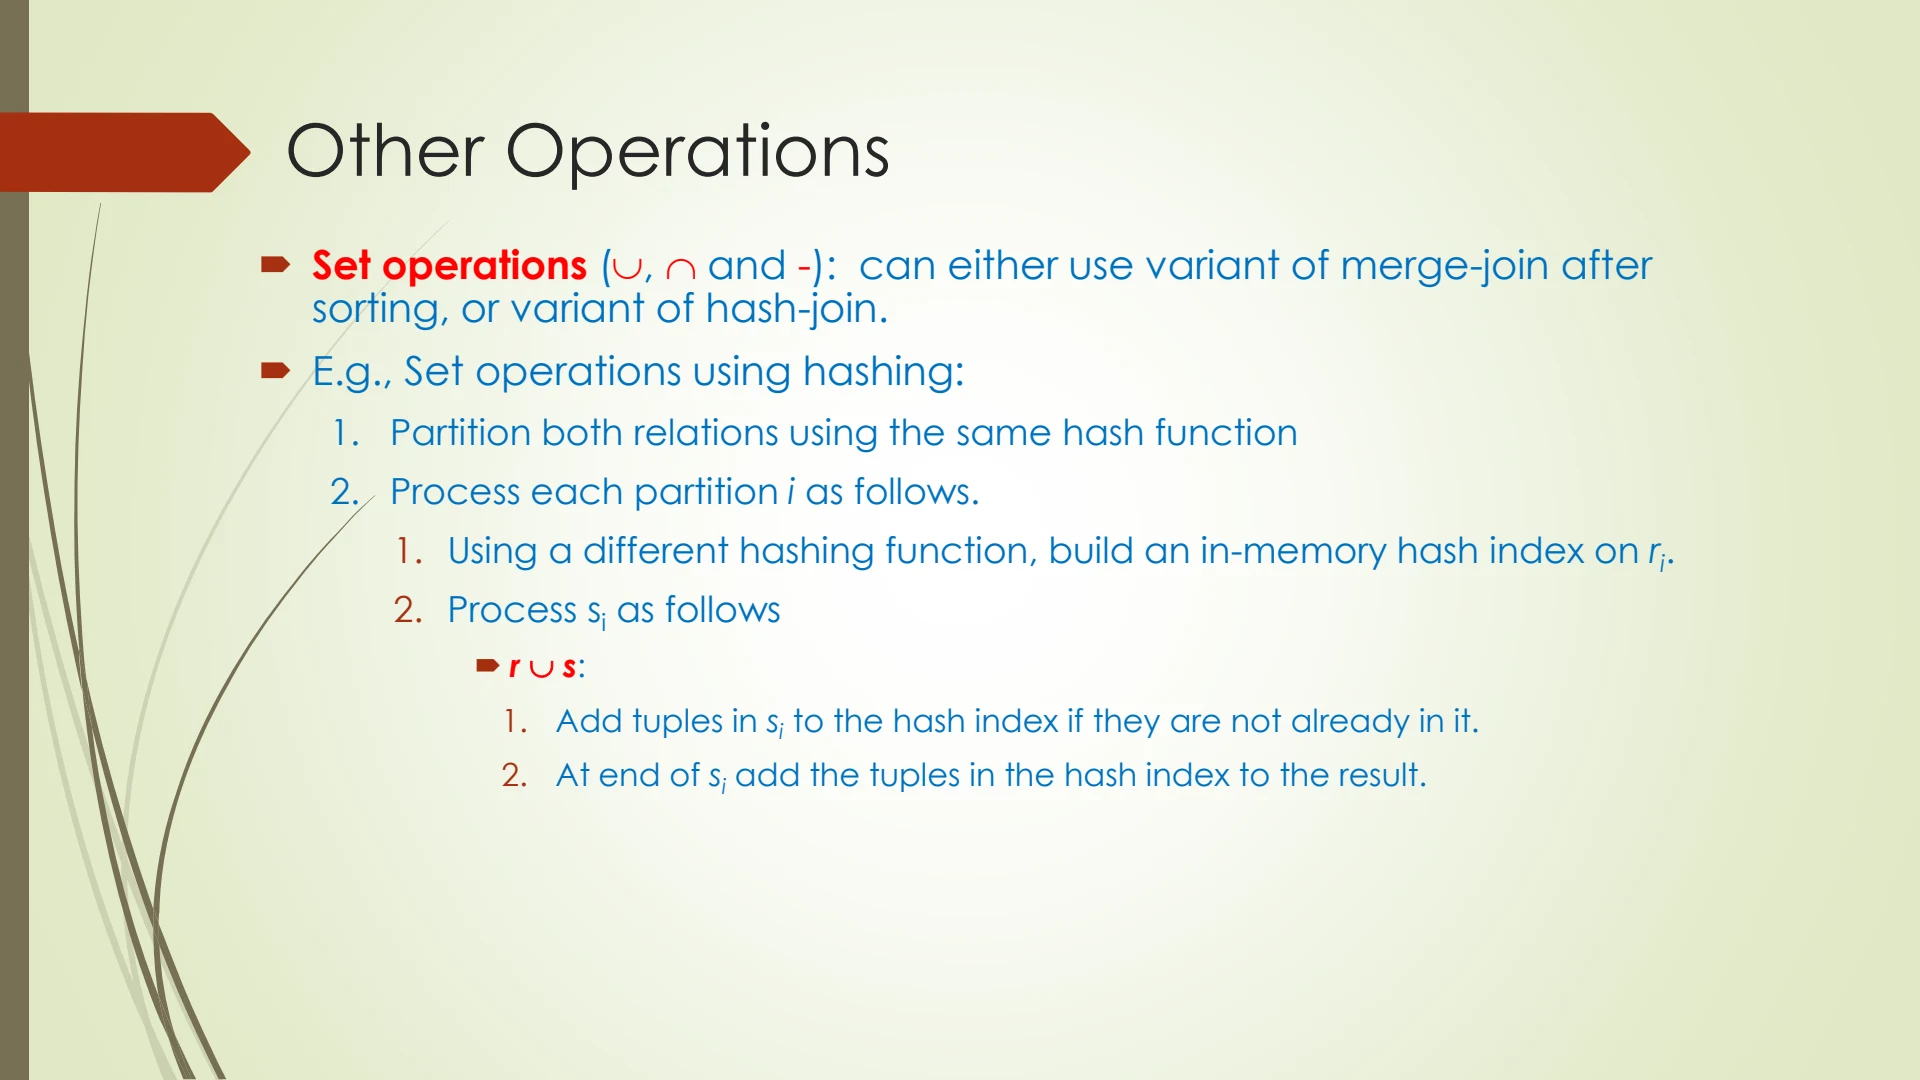 Other Operations
Set operations (∪, ∩ and -):  can either use variant of merge-join after
sorting, or variant of hash-join.
E.g., Set operations using hashing:
1. Partition both relations using the same hash function
2. Process each partition i as follows.
1. Using a different hashing function, build an in-memory hash index on rᵢ.
2. Process sᵢ as follows
r ∪ s:
1. Add tuples in sᵢ to the hash index if they are not already in it.
2. At end of sᵢ add the tuples in the hash index to the result.